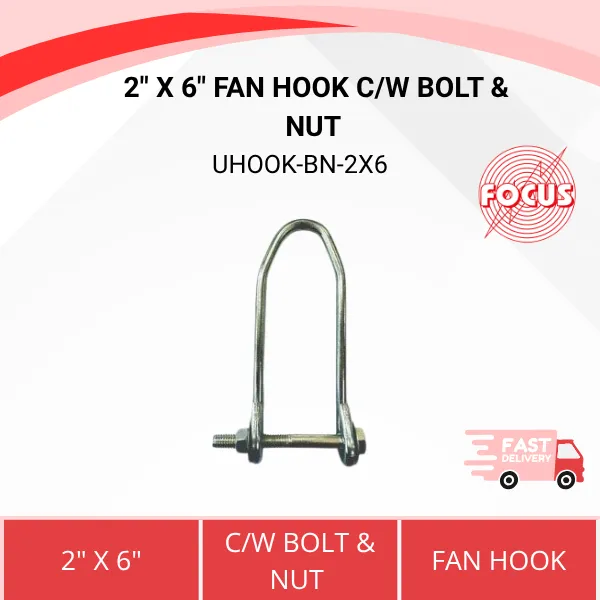 2" X 6" FAN HOOK C/W BOLT &
NUT
UHOOK-BN-2X6
FOCUS
FAST
DELIVERY
2" X 6"
C/W BOLT &
NUT
FAN HOOK